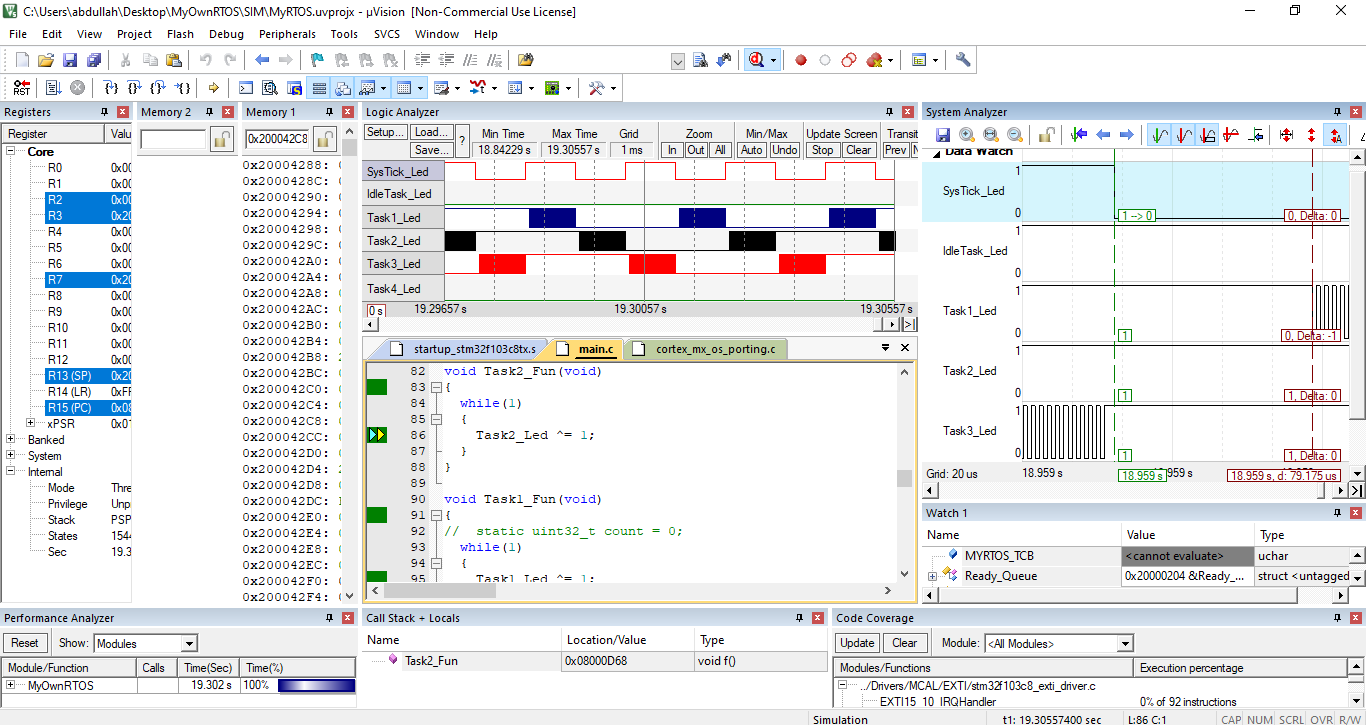 C:\Users\abdullah\Desktop\MyOwnRTOS\SIM\MyRTOS.uvprojx - µVision [Non-Commercial Use License]
File Edit View Project Flash Debug Peripherals Tools SVCS Window Help
Registers
Register Valu
Core
R0 0x00
R1 0x00
R2 0x00
R3 0x20
R4 0x00
R5 0x00
R6 0x00
R7 0x20
R8 0x00
R9 0x00
R10 0x00
R11 0x00
R12 0x00
R13 (SP) 0x20
R14 (LR) 0xFF
R15 (PC) 0x08
xPSR 0x01
Banked
System
Internal
Mode Thre
Privilege Unp
Stack PSP
States 1544
Sec 19.3
Memory 2
Memory 1
0x200042C8
0x20004288:
0x2000428C:
0x20004290:
0x20004294:
0x20004298:
0x2000429C:
0x200042A0:
0x200042A4:
0x200042A8:
0x200042AC:
0x200042B0:
0x200042B4:
0x200042B8:
0x200042BC:
0x200042C0:
0x200042C4:
0x200042C8:
0x200042CC:
0x200042D0:
0x200042D4:
0x200042D8:
0x200042DC:
0x200042E0:
0x200042E4:
0x200042E8:
0x200042EC:
0x200042F0:
0x200042F4:
Logic Analyzer
Setup... Load... ? Min Time Max Time Grid Zoom Min/Max Update Screen Transit
Save... 18.84229 s 19.30557 s 1 ms In Out All Auto Undo Stop Clear Prev
SysTick_Led
IdleTask_Led
Task1_Led
Task2_Led
Task3_Led
Task4_Led
0 s 19.29657 s 19.30057 s 19.30557 s
startup_stm32f103c8tx.s main.c cortex_mx_os_porting.c
82 void Task2_Fun(void)
83 {
84 while(1)
85 {
86 Task2_Led ^= 1;
87 }
88 }
89
90 void Task1_Fun(void)
91 {
92 // static uint32_t count = 0;
93 while(1)
94 {
95 Task1_Led ^= 1;
System Analyzer
Data Watch
SysTick_Led 1 0 1 --> 0 0, Delta: 0
IdleTask_Led 1 0
Task1_Led 1 0 1 0, Delta: -1
Task2_Led 1 0 1 1, Delta: 0
Task3_Led 1 0 1 1, Delta: 0
Grid: 20 us 18.959 s 18.959 s 959 s 18.959 s, d: 79.175 us
Watch 1
Name Value Type
MYRTOS_TCB <cannot evaluate> uchar
Ready_Queue 0x20000204 &Ready_... struct <untagged
Performance Analyzer
Reset Show: Modules
Module/Function Calls Time(Sec) Time(%)
MyOwnRTOS 19.302 s 100%
Call Stack + Locals
Name Location/Value Type
Task2_Fun 0x08000D68 void f()
Code Coverage
Update Clear Module: <All Modules>
Modules/Functions Execution percentage
../Drivers/MCAL/EXTI/stm32f103c8_exti_driver.c
EXTI15_10_IRQHandler 0% of 92 instructions
Simulation t1: 19.30557400 sec L:86 C:1 CAP NUM SCRL OVR R/W